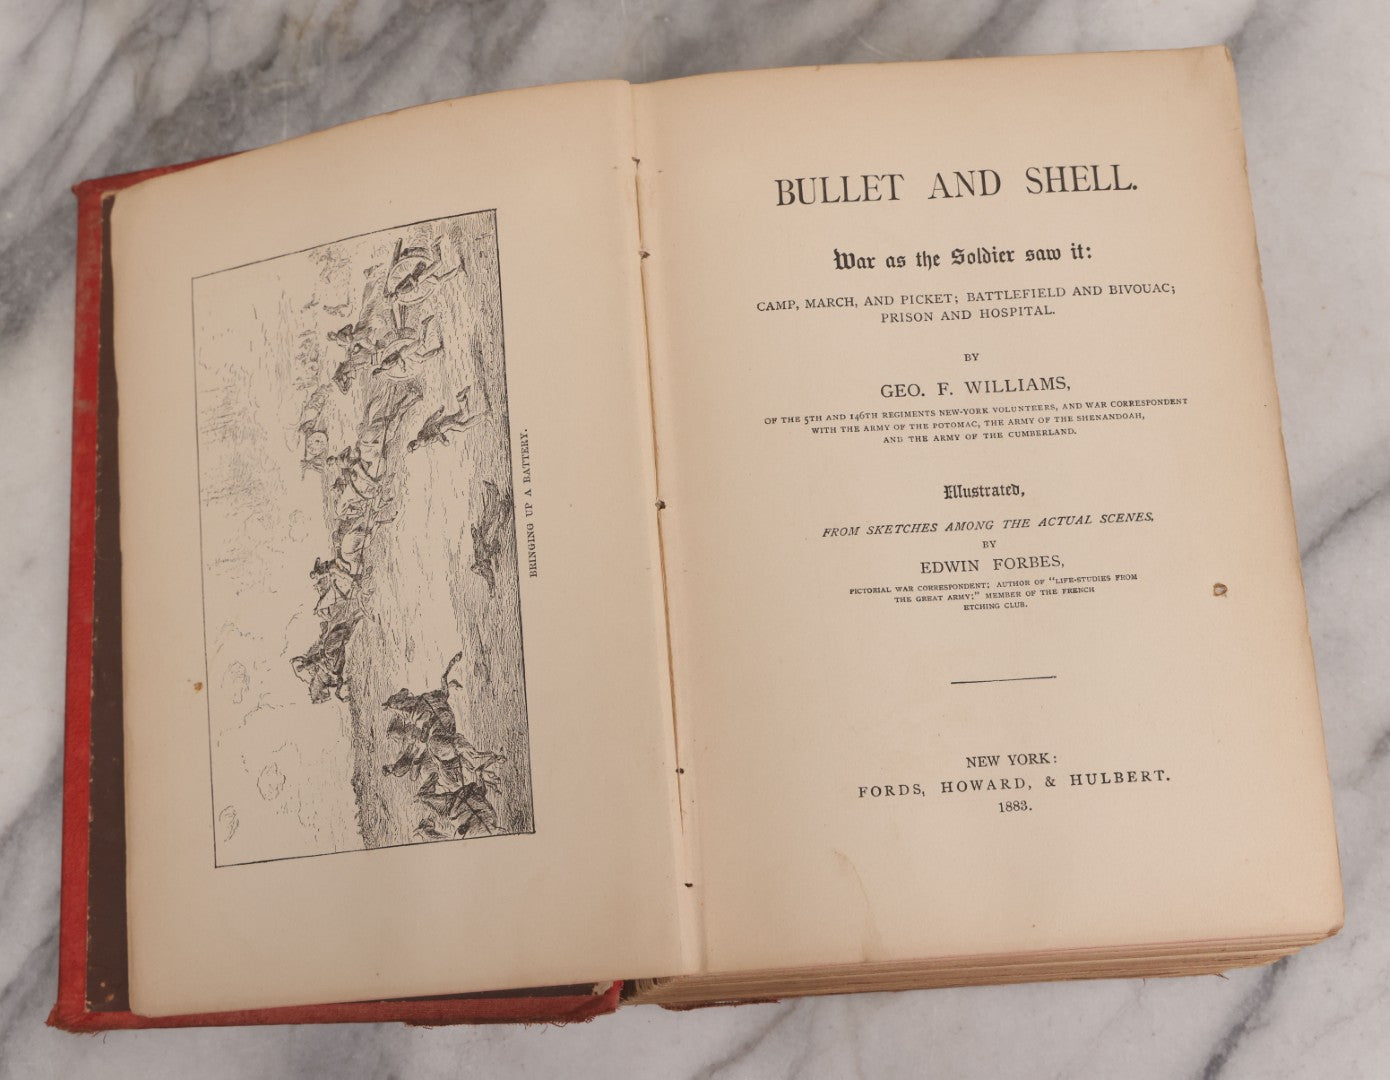 BRINGING UP A BATTERY.
BULLET AND SHELL.
War as the Soldier saw it:
CAMP, MARCH, AND PICKET; BATTLEFIELD AND BIVOUAC;
PRISON AND HOSPITAL.
BY
GEO. F. WILLIAMS,
OF THE 5TH AND 146TH REGIMENTS NEW-YORK VOLUNTEERS, AND WAR CORRESPONDENT
WITH THE ARMY OF THE POTOMAC, THE ARMY OF THE SHENANDOAH,
AND THE ARMY OF THE CUMBERLAND.
Illustrated,
FROM SKETCHES AMONG THE ACTUAL SCENES,
BY
EDWIN FORBES,
PICTORIAL WAR CORRESPONDENT; AUTHOR OF "LIFE-STUDIES FROM
THE GREAT ARMY;" MEMBER OF THE FRENCH
ETCHING CLUB.
NEW YORK:
FORDS, HOWARD, & HULBERT.
1883.